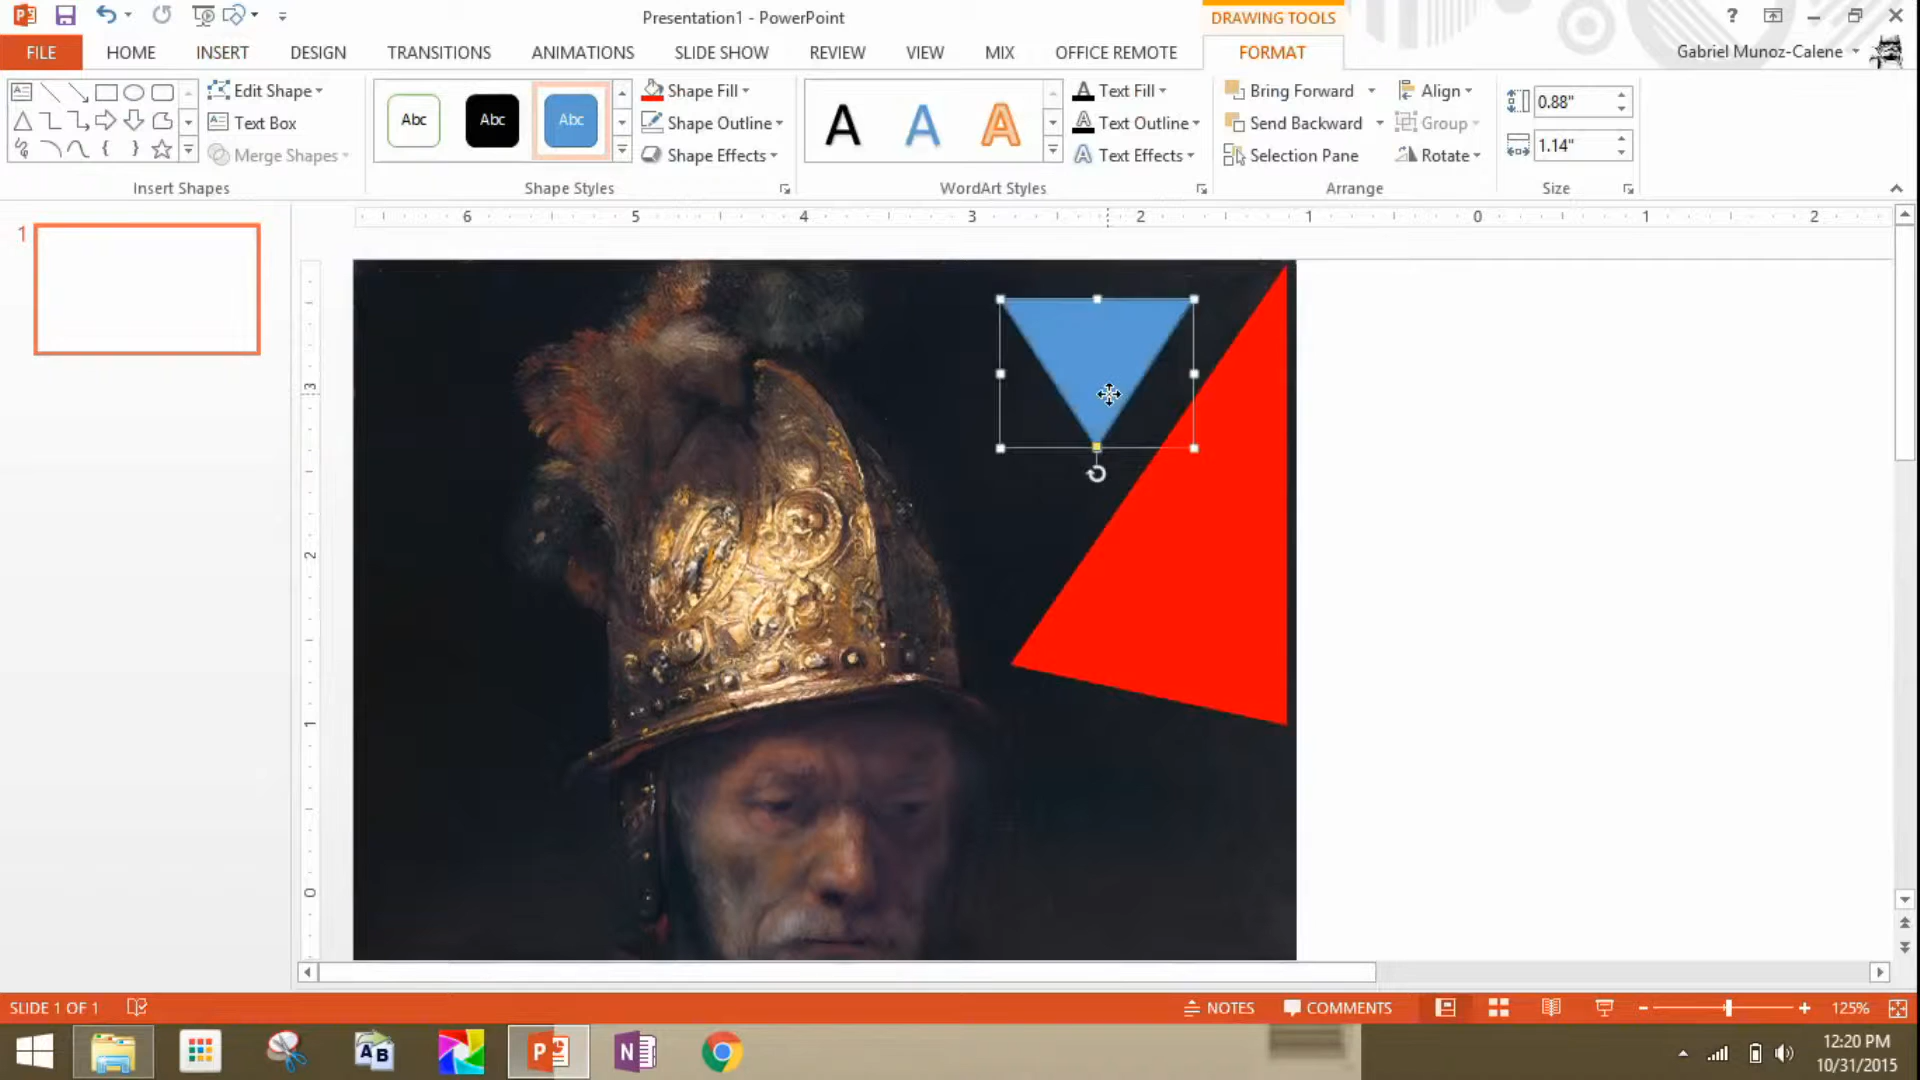 Presentation1 - PowerPoint
DRAWING TOOLS
?
FILE HOME INSERT DESIGN TRANSITIONS ANIMATIONS SLIDE SHOW REVIEW VIEW MIX OFFICE REMOTE FORMAT
Gabriel Munoz-Calene
Edit Shape
Text Box
Merge Shapes
Insert Shapes
Abc Abc Abc
Shape Fill
Shape Outline
Shape Effects
Shape Styles
A A A
Text Fill
Text Outline
Text Effects
WordArt Styles
Bring Forward
Send Backward
Selection Pane
Align
Group
Rotate
Arrange
0.88"
1.14"
Size
6 5 4 3 2 1 0 1 2
1
3
2
1
0
SLIDE 1 OF 1
NOTES COMMENTS 125%
AB
P
N
12:20 PM
10/31/2015